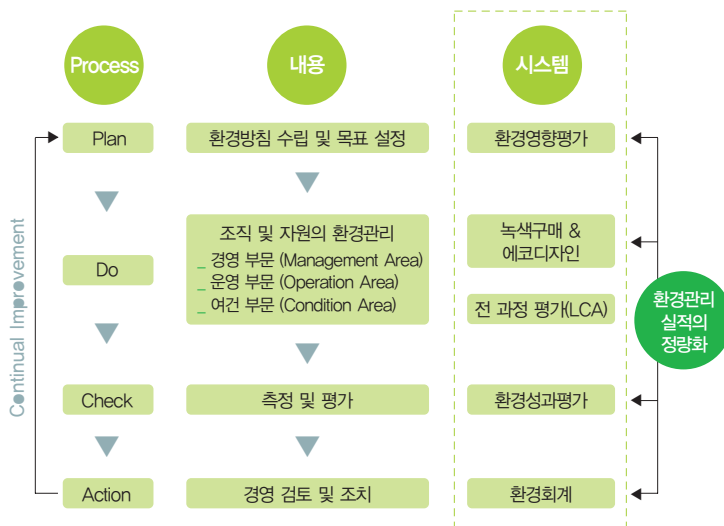 Process
내용
시스템
Plan
환경방침 수립 및 목표 설정
환경영향평가
조직 및 자원의 환경관리
_ 경영 부문 (Management Area)
_ 운영 부문 (Operation Area)
_ 여건 부문 (Condition Area)
Do
녹색구매 &
에코디자인
전 과정 평가(LCA)
Check
측정 및 평가
환경성과평가
Action
경영 검토 및 조치
환경회계
Continual Improvement
환경관리
실적의
정량화